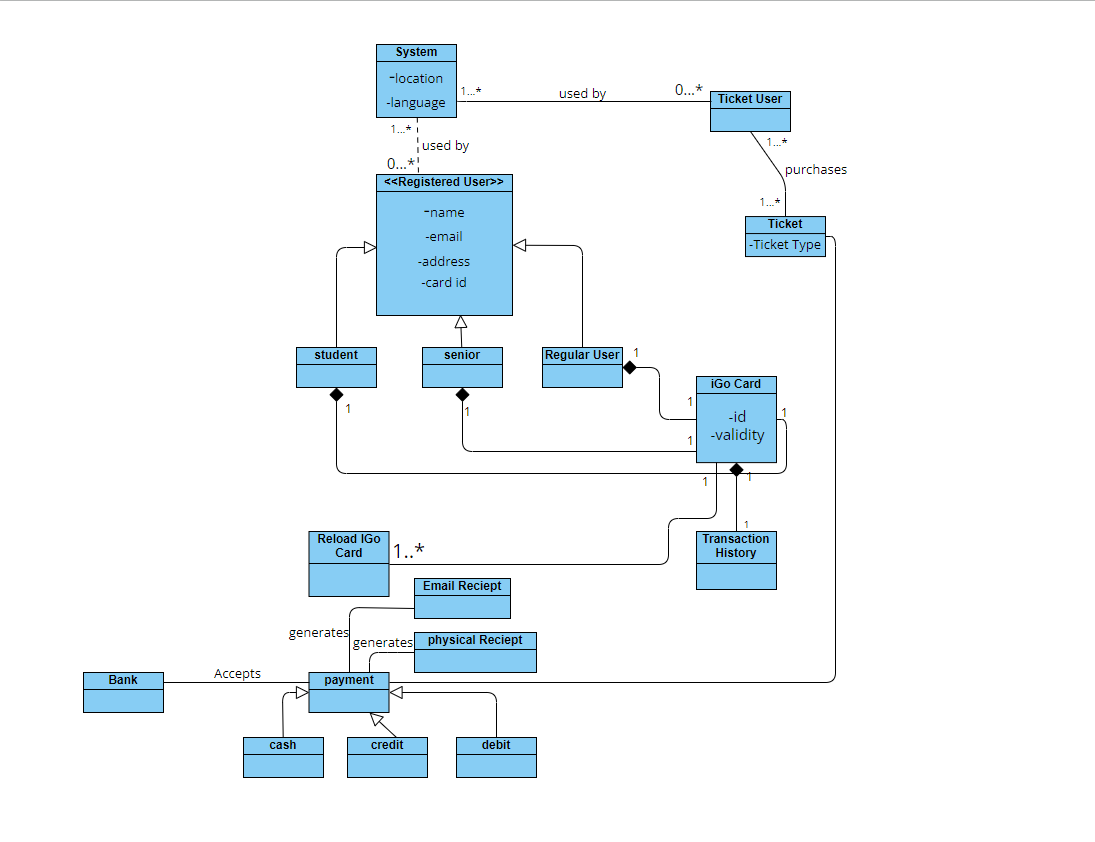 System
-location
-language
1...*
used by
0...*
Ticket User
1...*
used by
0...*
1...*
purchases
1...*
<<Registered User>>
-name
-email
-address
-card id
Ticket
-Ticket Type
student
senior
Regular User
1
iGo Card
-id
-validity
1
1
1
1
1
1
1
1
Reload IGo
Card
1..*
Transaction
History
Email Reciept
generates
generates
physical Reciept
Bank
Accepts
payment
cash
credit
debit